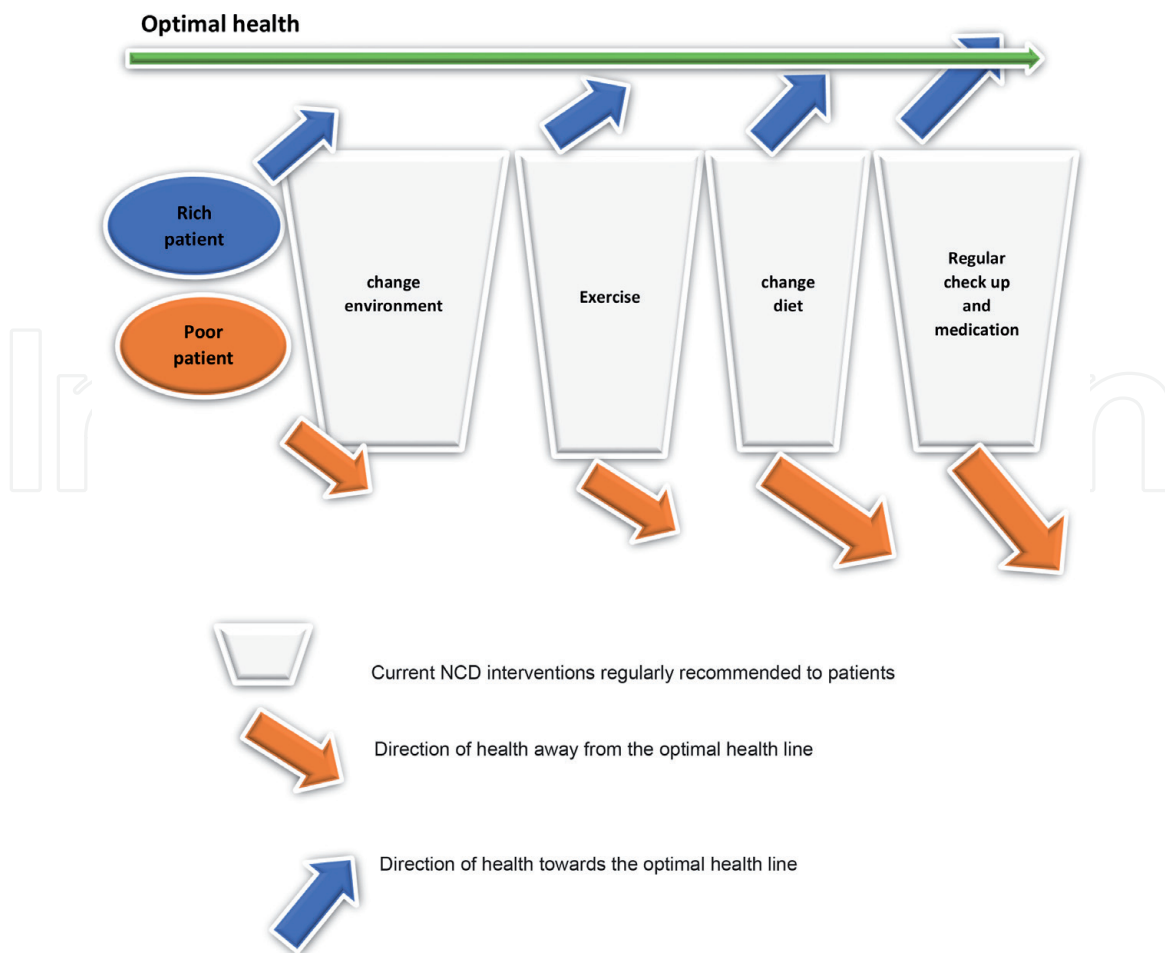 Optimal health
Rich
patient
Poor
patient
change
environment
Exercise
change
diet
Regular
check up
and
medication
Current NCD interventions regularly recommended to patients
Direction of health away from the optimal health line
Direction of health towards the optimal health line